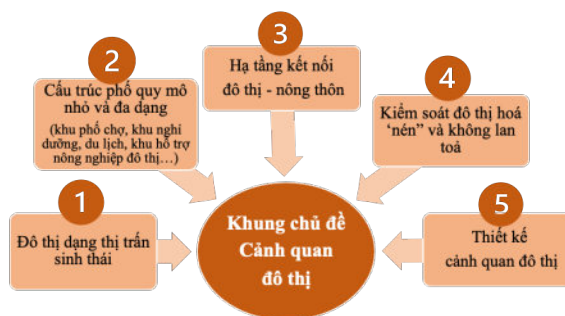 1
Đô thị dạng thị trấn
sinh thái
2
Cấu trúc phố quy mô
nhỏ và đa dạng
(khu phố chợ, khu nghỉ
dưỡng, du lịch, khu hỗ trợ
nông nghiệp đô thị…)
3
Hạ tầng kết nối
đô thị - nông thôn
4
Kiểm soát đô thị hoá
‘nén” và không lan
toả
5
Thiết kế
cảnh quan đô thị
Khung chủ đề
Cảnh quan
đô thị